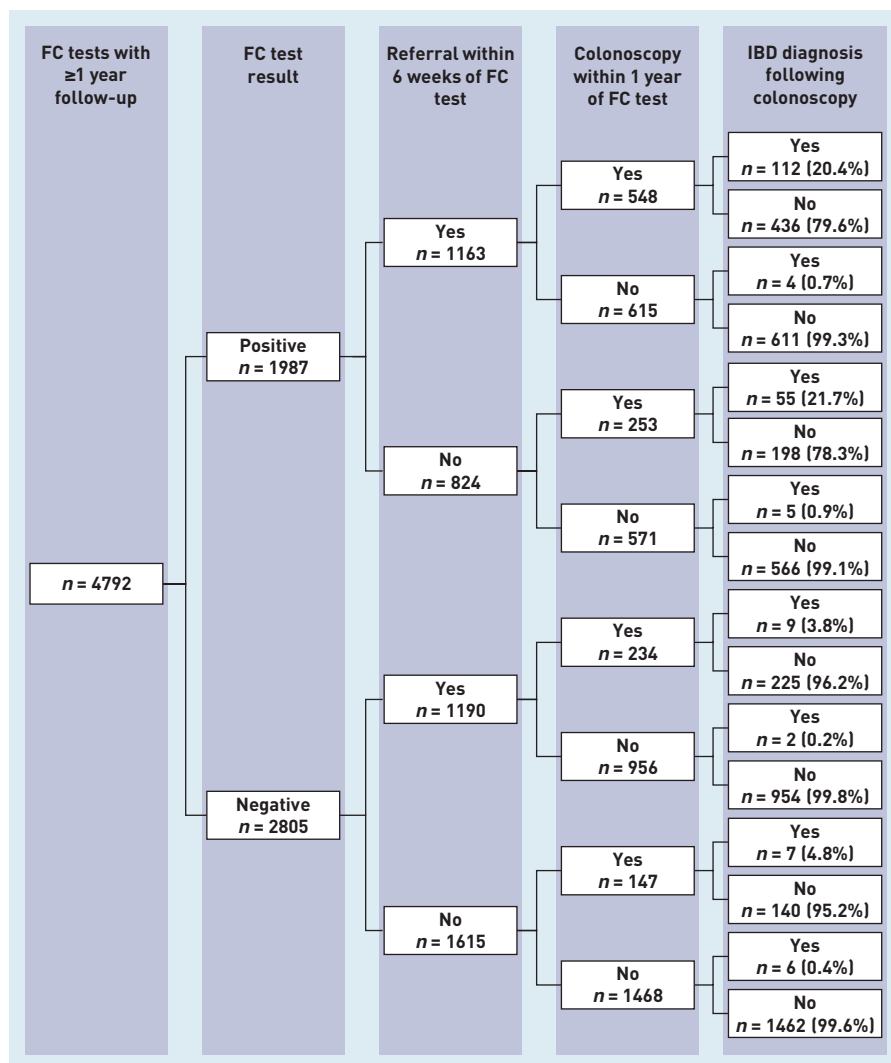 FC tests with
≥1 year
follow-up
FC test
result
Referral within
6 weeks of FC
test
Colonoscopy
within 1 year
of FC test
IBD diagnosis
following
colonoscopy
n = 4792
Positive
n = 1987
Negative
n = 2805
Yes
n = 1163
No
n = 824
Yes
n = 1190
No
n = 1615
Yes
n = 548
No
n = 615
Yes
n = 253
No
n = 571
Yes
n = 234
No
n = 956
Yes
n = 147
No
n = 1468
Yes
n = 112 (20.4%)
No
n = 436 (79.6%)
Yes
n = 4 (0.7%)
No
n = 611 (99.3%)
Yes
n = 55 (21.7%)
No
n = 198 (78.3%)
Yes
n = 5 (0.9%)
No
n = 566 (99.1%)
Yes
n = 9 (3.8%)
No
n = 225 (96.2%)
Yes
n = 2 (0.2%)
No
n = 954 (99.8%)
Yes
n = 7 (4.8%)
No
n = 140 (95.2%)
Yes
n = 6 (0.4%)
No
n = 1462 (99.6%)